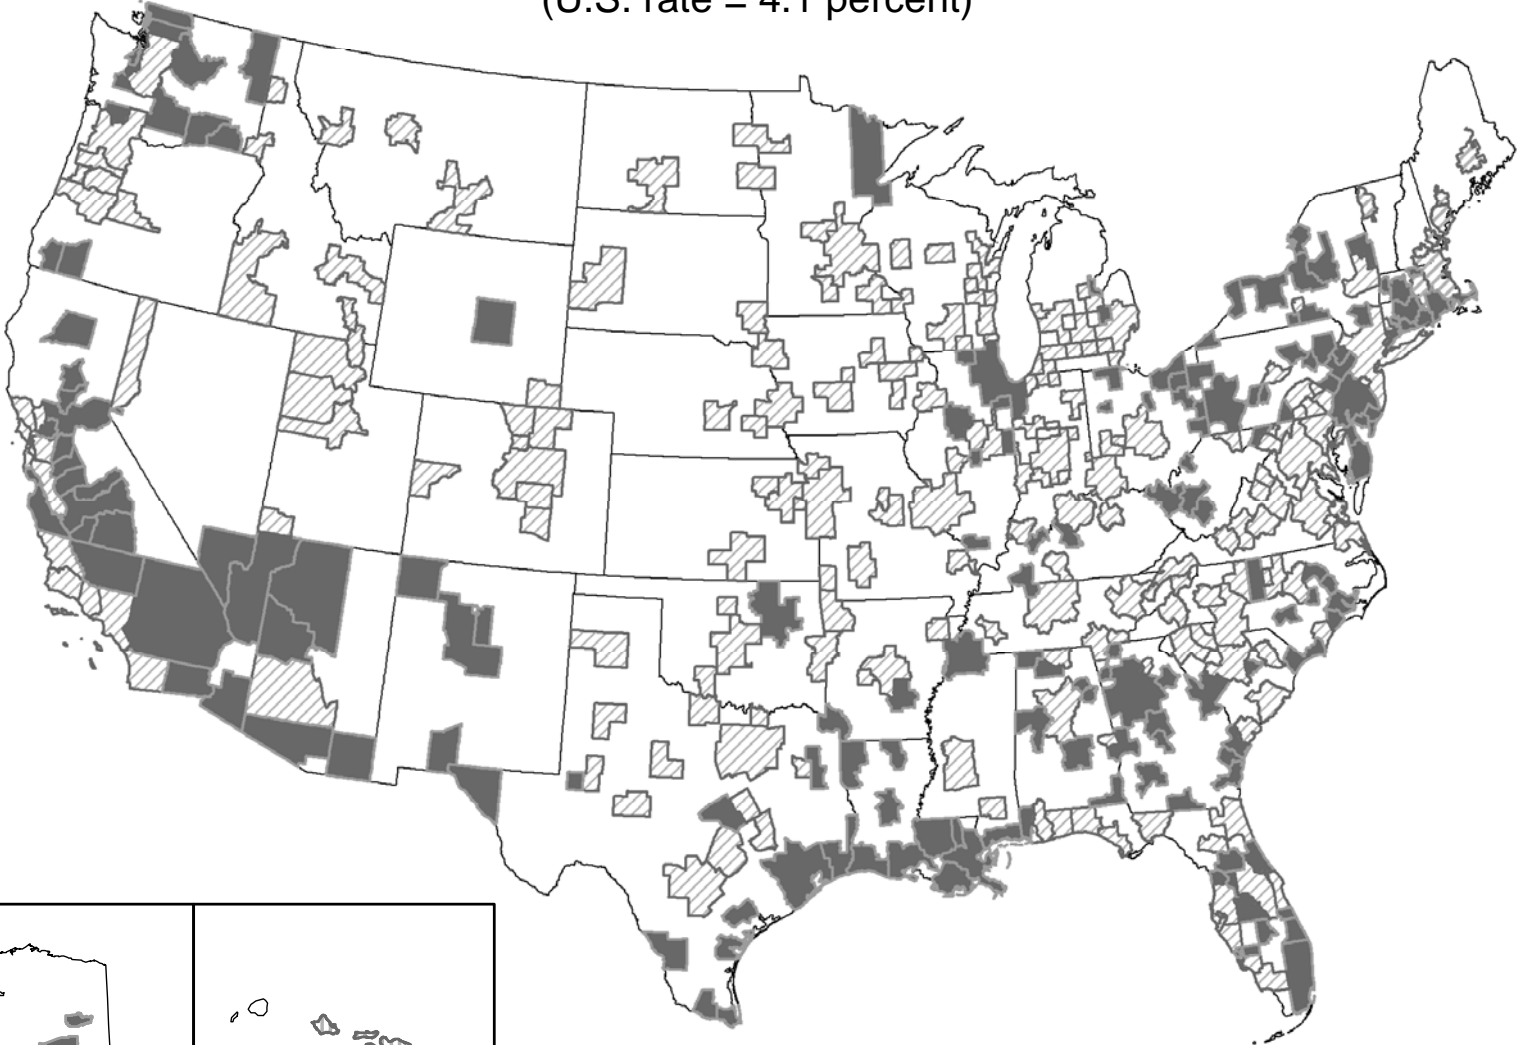 (U.S. rate = 4.1 percent)